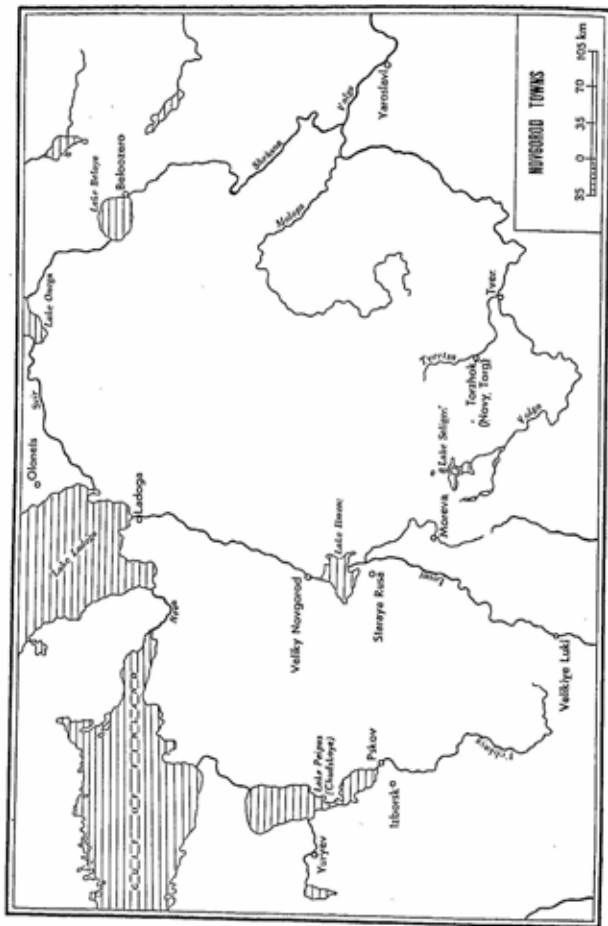 Lake Onega
Svir
Olonets
Lake Ladoga
Ladoga
Neva
Lake Beloye
Beloozero
Sheksna
Mologa
Volga
Yaroslavl
Veliky Novgorod
Lake Ilmen
Staraya Rusa
Lovat
Moreva
Lake Seliger
Tvertsa
Torzhok
(Novy, Torg)
Tver
Volga
Lake Peipus
(Chudskoye)
Yuryev
Pskov
Izborsk
Velikiye Luki
NOVGOROD TOWNS
35 0 35 70 105 km